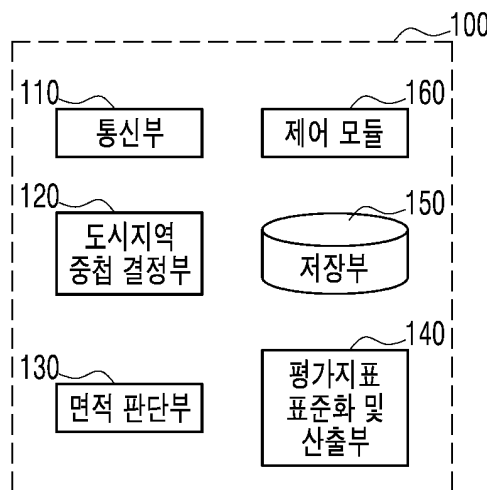 100
110
통신부
160
제어 모듈
120
도시지역
중첩 결정부
150
저장부
130
면적 판단부
140
평가지표
표준화 및
산출부